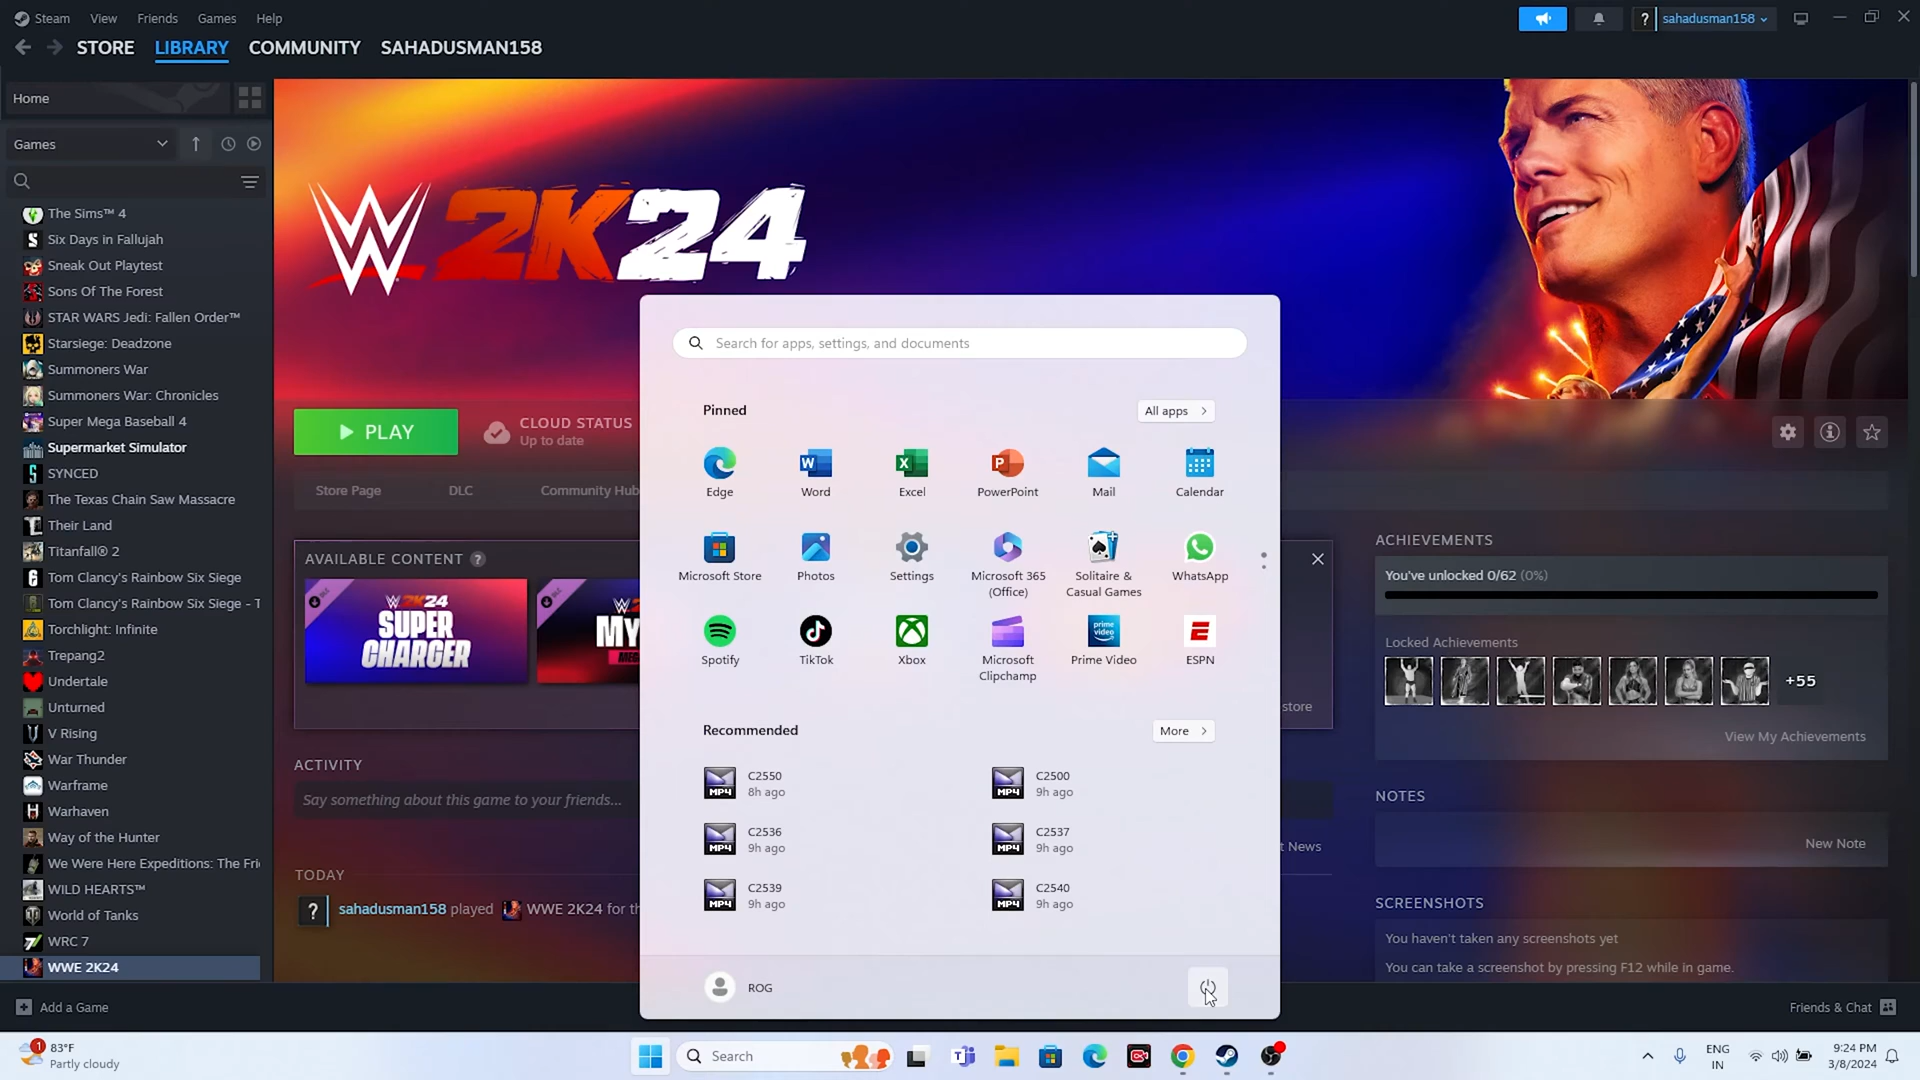 Steam View Friends Games Help
sahadusman158
STORE LIBRARY COMMUNITY SAHADUSMAN158
Home
Games
The Sims™ 4
Six Days in Fallujah
Sneak Out Playtest
Sons Of The Forest
STAR WARS Jedi: Fallen Order™
Starsiege: Deadzone
Summoners War
Summoners War: Chronicles
Super Mega Baseball 4
Supermarket Simulator
SYNCED
The Texas Chain Saw Massacre
Their Land
Titanfall® 2
Tom Clancy's Rainbow Six Siege
Tom Clancy's Rainbow Six Siege - T
Torchlight: Infinite
Trepang2
Undertale
Unturned
V Rising
War Thunder
Warframe
Warhaven
Way of the Hunter
We Were Here Expeditions: The Fri
WILD HEARTS™
World of Tanks
WRC 7
WWE 2K24
Add a Game
W 2K24
PLAY
CLOUD STATUS
Up to date
Store Page DLC Community Hub
AVAILABLE CONTENT ?
W 2K24
SUPER
CHARGER
MY
store
ACTIVITY
Say something about this game to your friends...
t News
TODAY
? sahadusman158 played WWE 2K24 for th
Search for apps, settings, and documents
Pinned
All apps
Edge
Word
Excel
PowerPoint
Mail
Calendar
Microsoft Store
Photos
Settings
Microsoft 365
(Office)
Solitaire &
Casual Games
WhatsApp
Spotify
TikTok
Xbox
Microsoft
Clipchamp
prime
video
Prime Video
ESPN
Recommended
More
MP4
C2550
8h ago
MP4
C2500
9h ago
MP4
C2536
9h ago
MP4
C2537
9h ago
MP4
C2539
9h ago
MP4
C2540
9h ago
ROG
ACHIEVEMENTS
You've unlocked 0/62 (0%)
Locked Achievements
+55
View My Achievements
NOTES
New Note
SCREENSHOTS
You haven't taken any screenshots yet
You can take a screenshot by pressing F12 while in game.
Friends & Chat
1
83°F
Partly cloudy
Search
ENG
IN
9:24 PM
3/8/2024